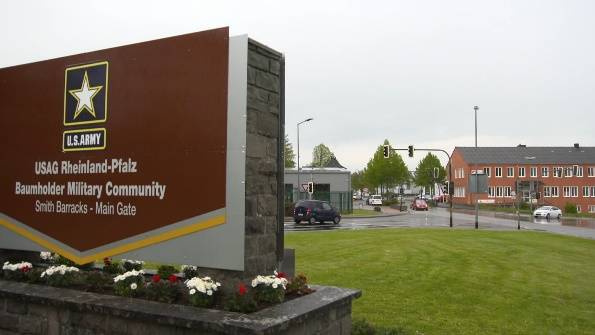 U.S. ARMY
USAG Rheinland-Pfalz
Baumholder Military Community
Smith Barracks - Main Gate